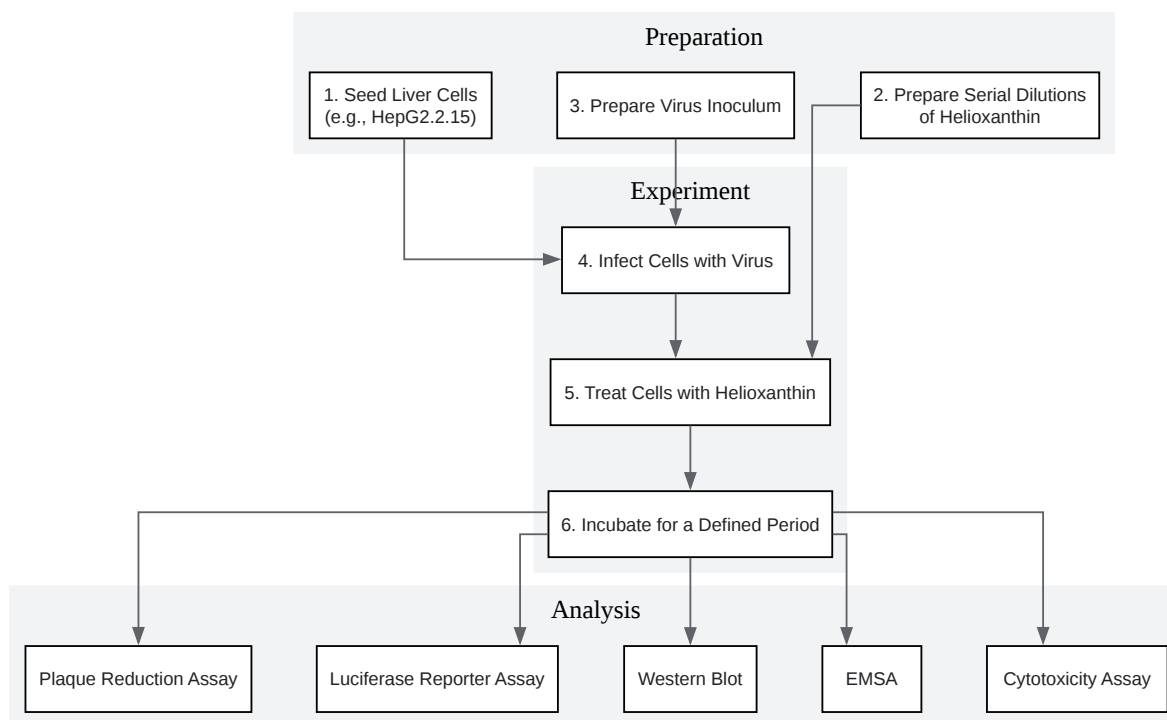 Preparation
1. Seed Liver Cells
(e.g., HepG2.2.15)
3. Prepare Virus Inoculum
2. Prepare Serial Dilutions
of Helioxanthin
Experiment
4. Infect Cells with Virus
5. Treat Cells with Helioxanthin
6. Incubate for a Defined Period
Analysis
Plaque Reduction Assay
Luciferase Reporter Assay
Western Blot
EMSA
Cytotoxicity Assay